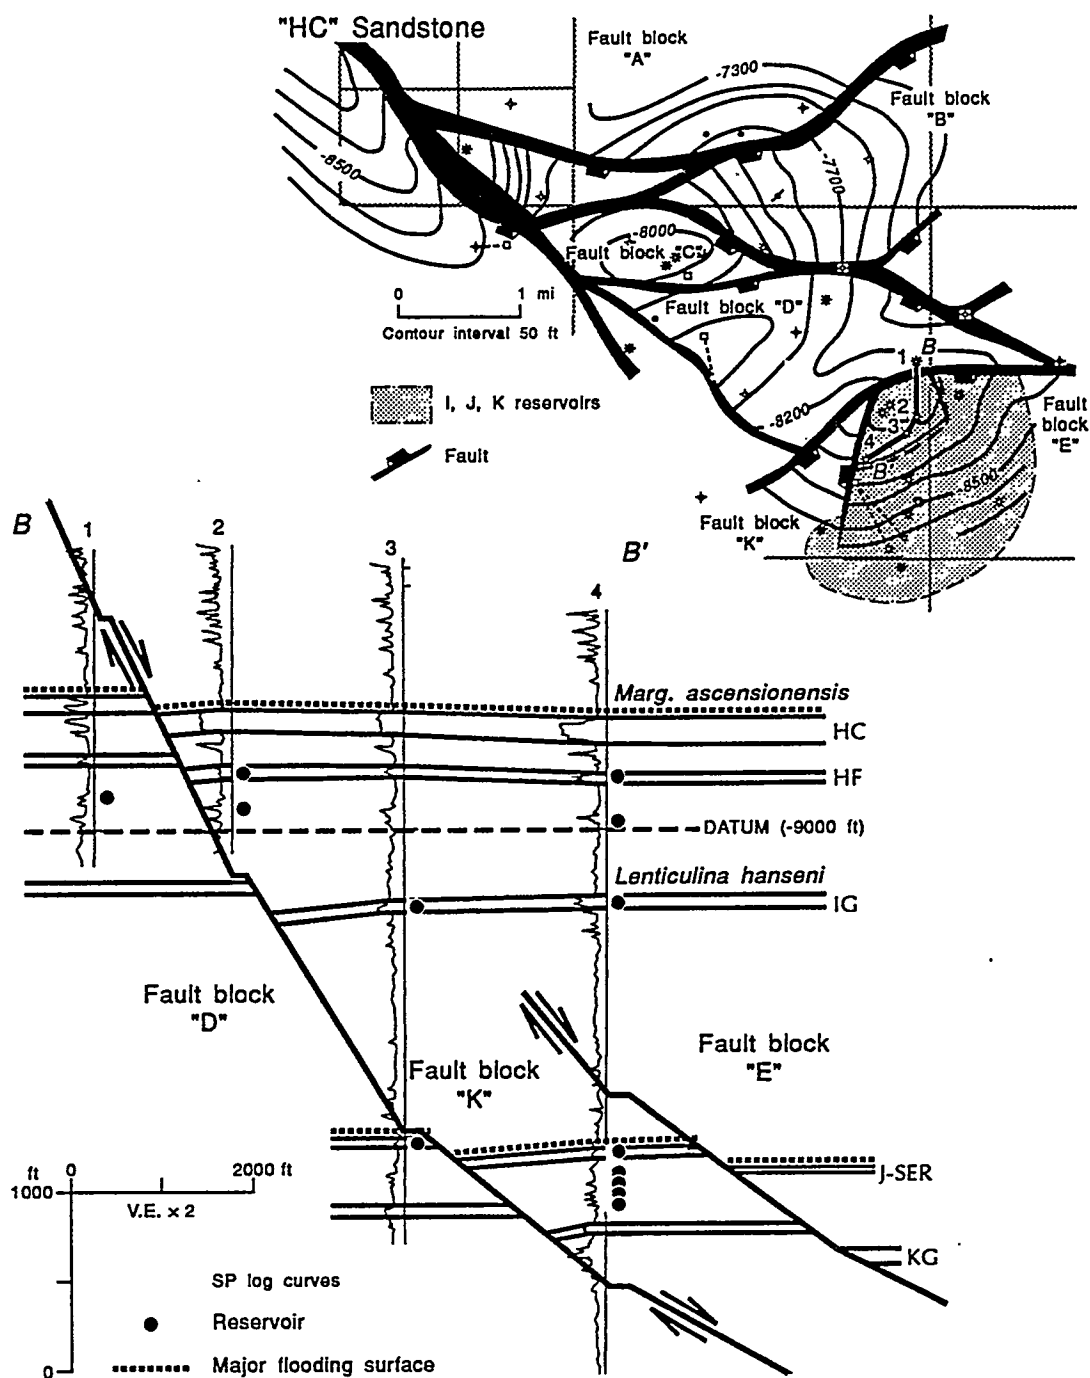 "HC" Sandstone
Fault block
"A"
-7300
Fault block
"B"
-8500
-7700
-8000
Fault block "C"
0 1 mi
Contour interval 50 ft
Fault block "D"
1 B
I, J, K reservoirs
-8200
2
3
4
B'
Fault
block
"E"
Fault
-8500
Fault block
"K"
B 1 2 3 B'
4
Marg. ascensionensis
HC
HF
DATUM (-9000 ft)
Lenticulina hanseni
IG
Fault block
"D"
Fault block
"E"
Fault block
"K"
ft 0 2000 ft
1000
V.E. × 2
J-SER
KG
SP log curves
Reservoir
0
Major flooding surface